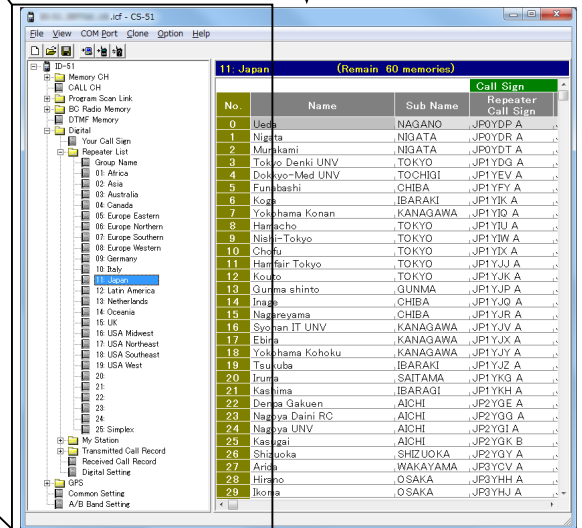 .icf - CS-51
File View COM Port Clone Option Help
ID-51
Memory CH
CALL CH
Program Scan Link
BC Radio Memory
DTMF Memory
Digital
Your Call Sign
Repeater List
Group Name
01: Africa
02: Asia
03: Australia
04: Canada
05: Europe Eastern
06: Europe Northern
07: Europe Southern
08: Europe Western
09: Germany
10: Italy
11: Japan
12: Latin America
13: Netherlands
14: Oceania
15: UK
16: USA Midwest
17: USA Northeast
18: USA Southeast
19: USA West
20:
21:
22:
23:
24:
25: Simplex
My Station
Transmitted Call Record
Received Call Record
Digital Setting
GPS
Common Setting
A/B Band Setting
11: Japan (Remain 60 memories)
Call Sign
No. Name Sub Name Repeater Call Sign
0 Ueda NAGANO JP0YDP A
1 Nigata NIGATA JP0YDR A
2 Murakami NIGATA JP0YDT A
3 Tokyo Denki UNV TOKYO JP1YDG A
4 Dokkyo-Med UNV TOCHIGI JP1YEV A
5 Funabashi CHIBA JP1YFY A
6 Koga IBARAKI JP1YIK A
7 Yokohama Konan KANAGAWA JP1YIQ A
8 Hamacho TOKYO JP1YIU A
9 Nishi-Tokyo TOKYO JP1YIW A
10 Chofu TOKYO JP1YIX A
11 Hamfair Tokyo TOKYO JP1YJJ A
12 Kouto TOKYO JP1YJK A
13 Gunma shinto GUNMA JP1YJP A
14 Inage CHIBA JP1YJQ A
15 Nagareyama CHIBA JP1YJR A
16 Syonan IT UNV KANAGAWA JP1YJV A
17 Ebina KANAGAWA JP1YJX A
18 Yokohama Kohoku KANAGAWA JP1YJY A
19 Tsukuba IBARAKI JP1YJZ A
20 Iruma SAITAMA JP1YKG A
21 Kashima IBARAGI JP1YKH A
22 Denpa Gakuen AICHI JP2YGE A
23 Nagoya Daini RC AICHI JP2YGG A
24 Nagoya UNV AICHI JP2YGI A
25 Kasugai AICHI JP2YGK B
26 Shizuoka SHIZUOKA JP2YGY A
27 Arida WAKAYAMA JP3YCV A
28 Hirano OSAKA JP3YHH A
29 Ikoma OSAKA JP3YHJ A